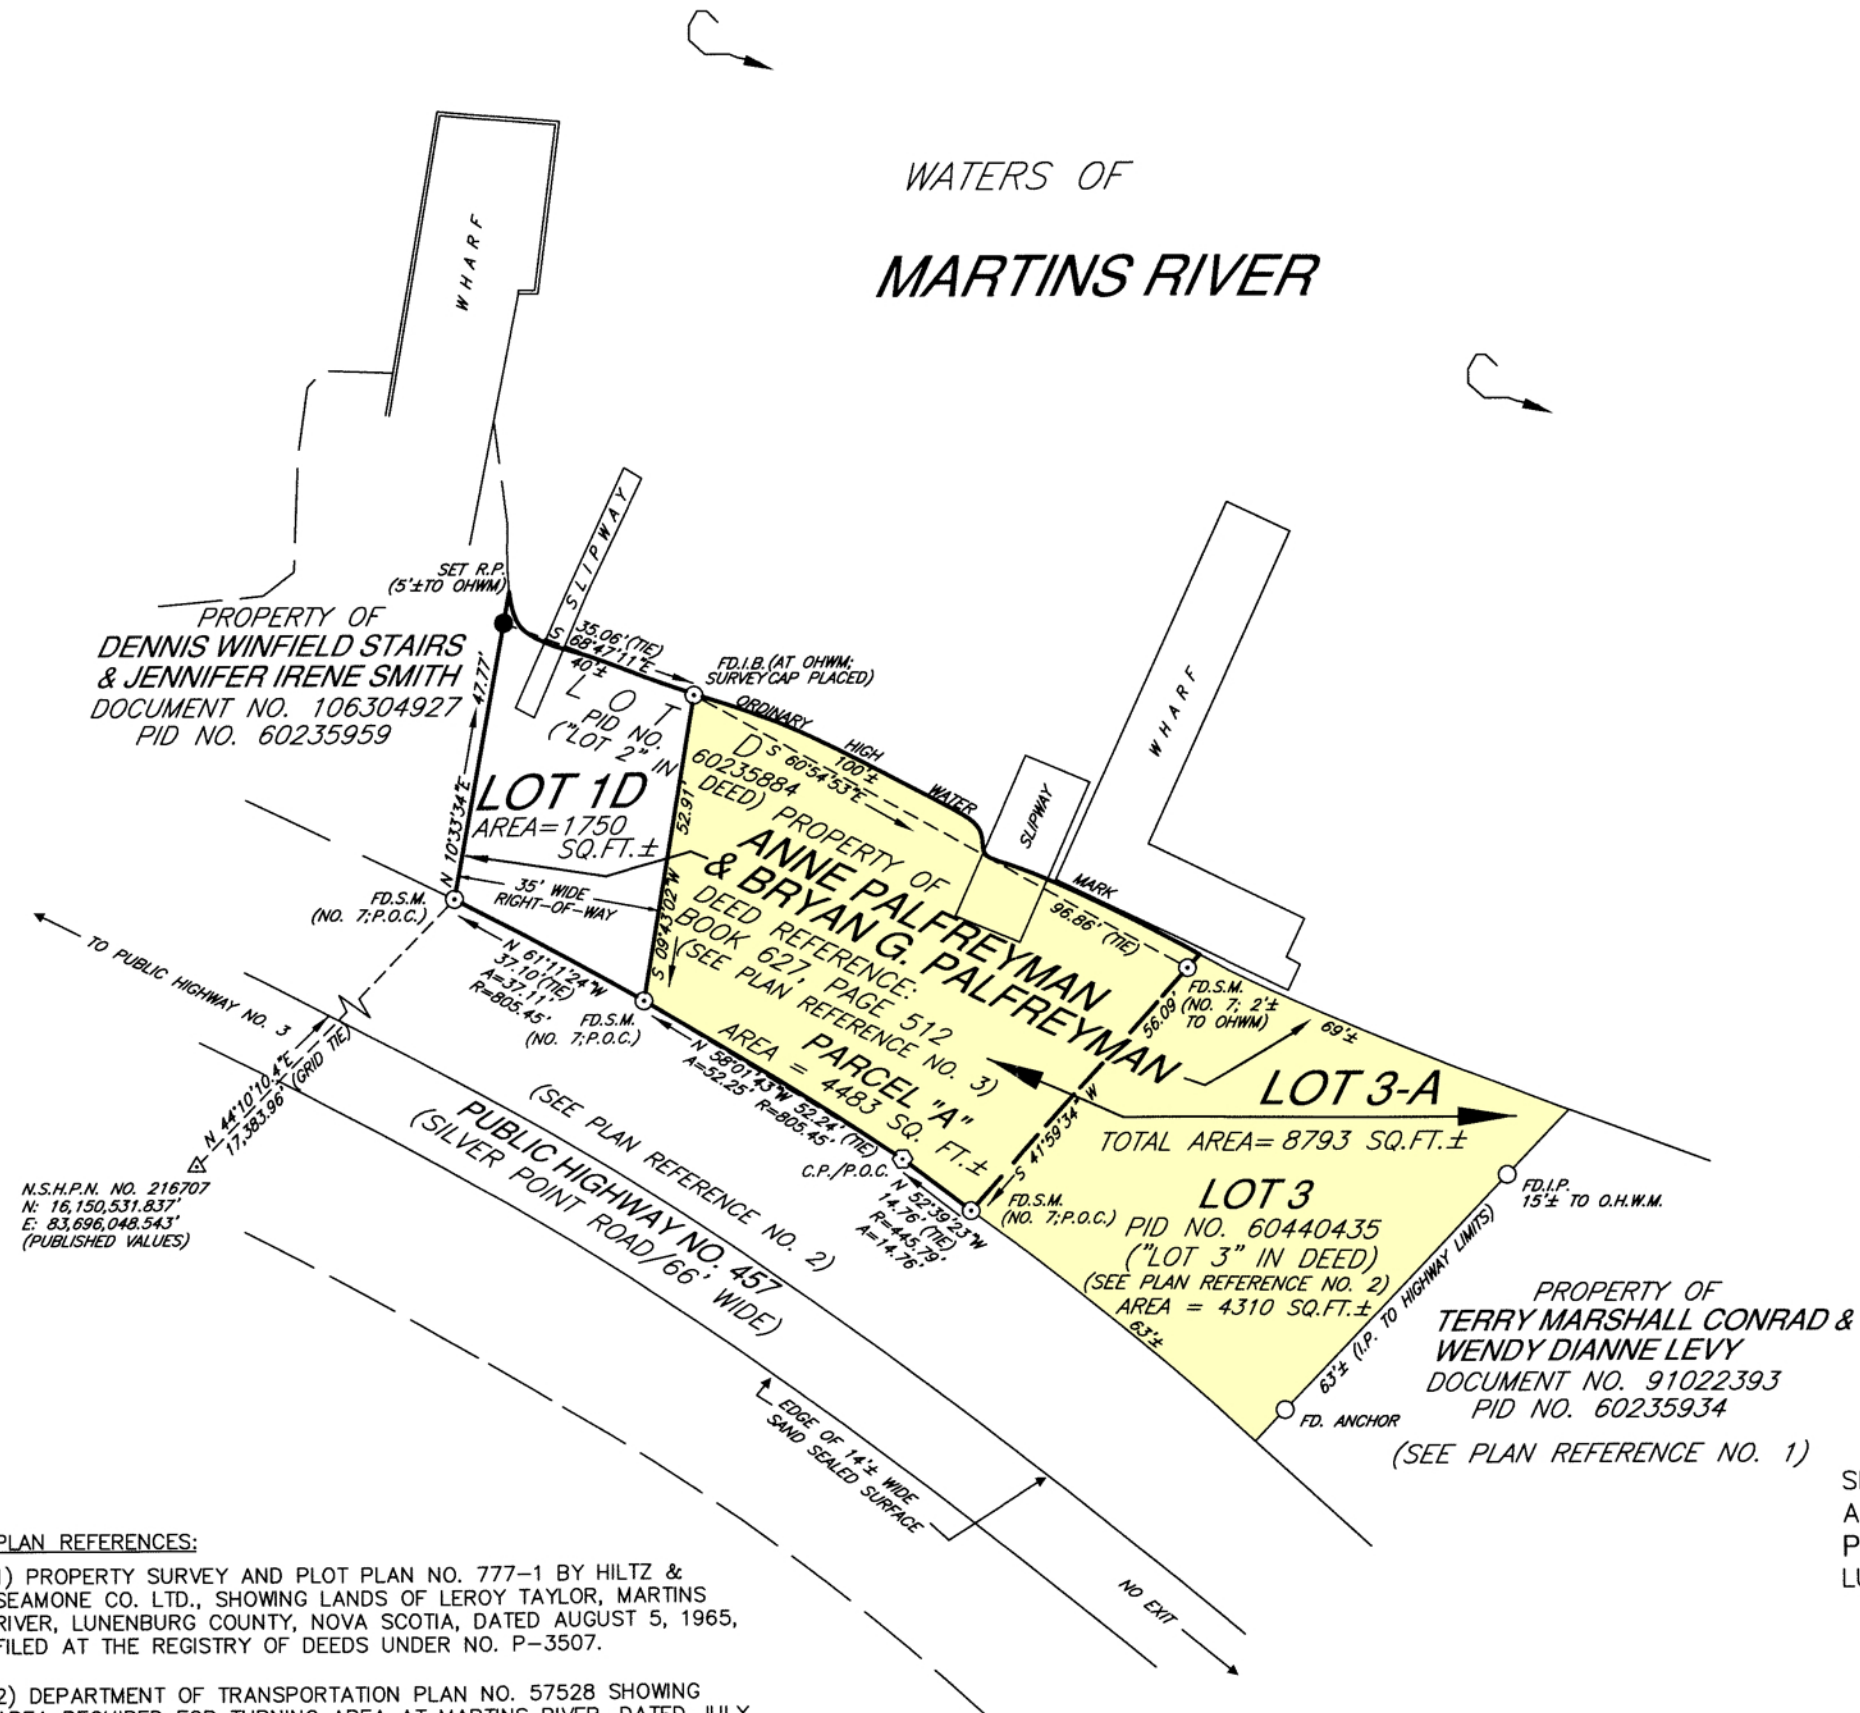 WATERS OF
MARTINS RIVER
WHARF
SLIPWAY
SET R.P.
(5'±TO OHWM)
PROPERTY OF
DENNIS WINFIELD STAIRS
& JENNIFER IRENE SMITH
DOCUMENT NO. 106304927
PID NO. 60235959
N 10°33'34"E 47.77'
S 68°47'11"E
35.06'(TIE)
40'±
FD.I.B.(AT OHWM;
SURVEYCAP PLACED)
LOT D
PID NO. 60235884
("LOT 2" IN DEED)
LOT 1D
AREA=1750
SQ.FT.±
35' WIDE
RIGHT-OF-WAY
S 09°43'02"W 52.91'
ORDINARY HIGH WATER MARK
100'±
S 60°54'53"E
96.86' (TIE)
SLIPWAY
WHARF
PROPERTY OF
ANNE PALFREYMAN
& BRYAN G. PALFREYMAN
DEED REFERENCE:
BOOK 627, PAGE 512
(SEE PLAN REFERENCE NO. 3)
PARCEL "A"
AREA = 4483 SQ. FT.±
FD.S.M.
(NO. 7;P.O.C.)
N 61°11'24"W
37.10'(TIE)
A=37.11'
R=805.45'
FD.S.M.
(NO. 7;P.O.C.)
N 58°01'43"W 52.24' (TIE)
A=52.25' R=805.45'
C.P./P.O.C.
N 52°39'23"W
14.76' (TIE)
R=445.79'
A=14.76'
FD.S.M.
(NO. 7;P.O.C.)
S 41°59'34" W 56.09'
FD.S.M.
(NO. 7; 2'±
TO OHWM)
69'±
LOT 3-A
TOTAL AREA= 8793 SQ.FT.±
LOT 3
PID NO. 60440435
("LOT 3" IN DEED)
(SEE PLAN REFERENCE NO. 2)
AREA = 4310 SQ.FT.±
63'±
63'± (I.P. TO HIGHWAY LIMITS)
FD.I.P.
15'± TO O.H.W.M.
FD. ANCHOR
PROPERTY OF
TERRY MARSHALL CONRAD &
WENDY DIANNE LEVY
DOCUMENT NO. 91022393
PID NO. 60235934
(SEE PLAN REFERENCE NO. 1)
TO PUBLIC HIGHWAY NO. 3
N 44°10'10.4"E
17,383.96' (GRID TIE)
N.S.H.P.N. NO. 216707
N: 16,150,531.837'
E: 83,696,048.543'
(PUBLISHED VALUES)
(SEE PLAN REFERENCE NO. 2)
PUBLIC HIGHWAY NO. 457
(SILVER POINT ROAD/66' WIDE)
EDGE OF 14'± WIDE
SAND SEALED SURFACE
NO EXIT
A
P
LU
PLAN REFERENCES:
) PROPERTY SURVEY AND PLOT PLAN NO. 777-1 BY HILTZ &
SEAMONE CO. LTD., SHOWING LANDS OF LEROY TAYLOR, MARTINS
RIVER, LUNENBURG COUNTY, NOVA SCOTIA, DATED AUGUST 5, 1965,
FILED AT THE REGISTRY OF DEEDS UNDER NO. P-3507.
2) DEPARTMENT OF TRANSPORTATION PLAN NO. 57528 SHOWING
AREA REQUIRED FOR TURNING AREA AT MARTINS RIVER, DATED JULY